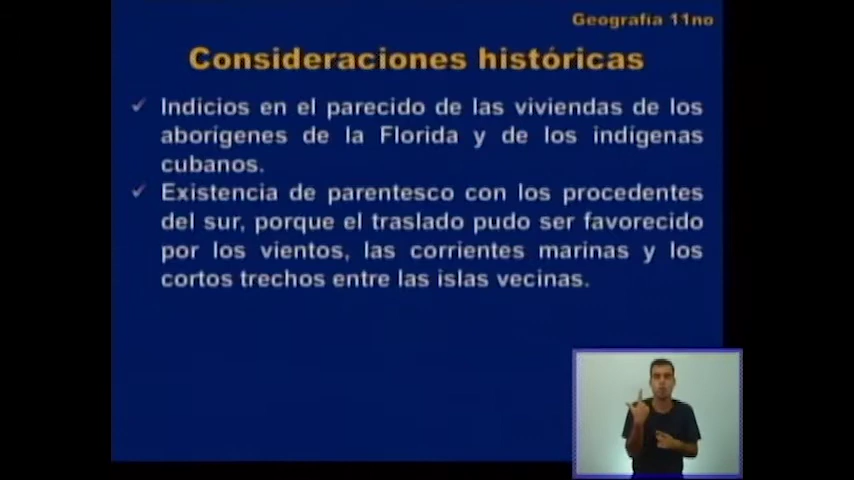 Geografía 11no
Consideraciones históricas
✓ Indicios en el parecido de las viviendas de los
aborígenes de la Florida y de los indígenas
cubanos.
✓ Existencia de parentesco con los procedentes
del sur, porque el traslado pudo ser favorecido
por los vientos, las corrientes marinas y los
cortos trechos entre las islas vecinas.